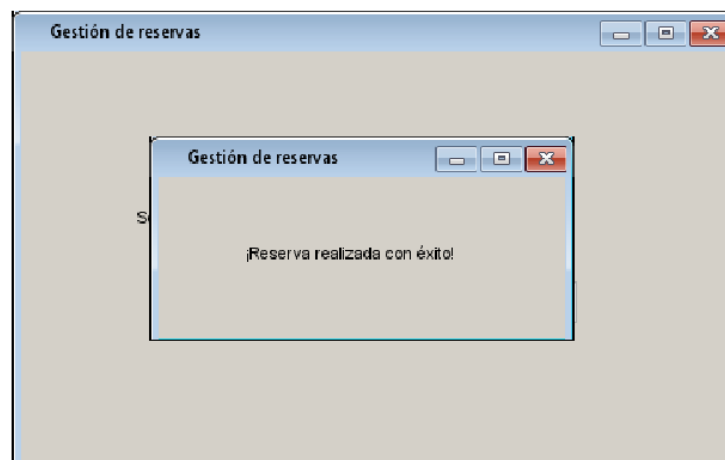 Gestión de reservas
Gestión de reservas
¡Reserva realizada con éxito!